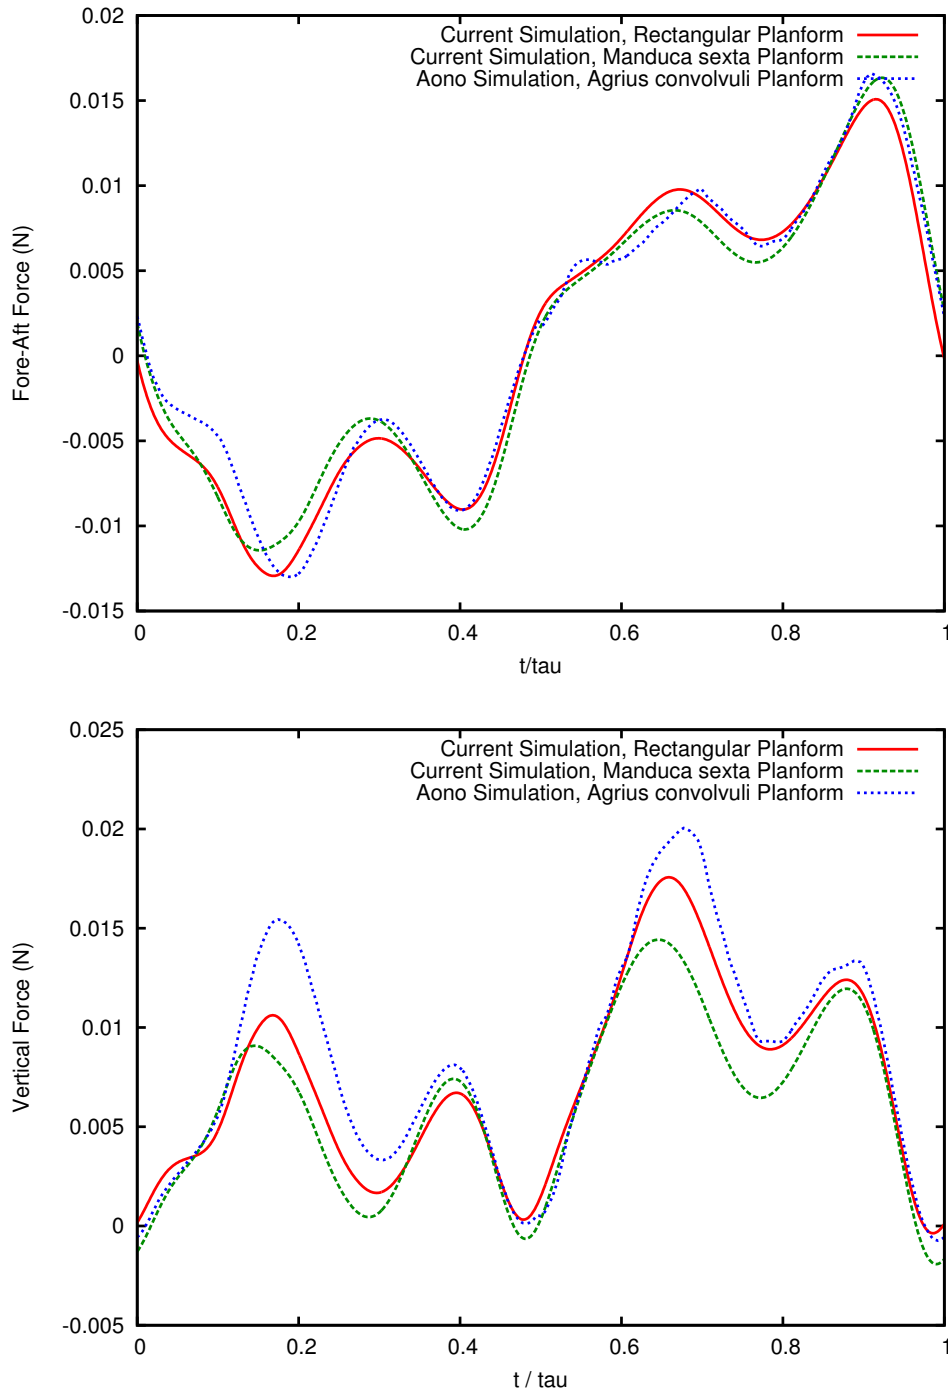 0.02
Current Simulation, Rectangular Planform
Current Simulation, Manduca sexta Planform
Aono Simulation, Agrius convolvuli Planform
0.015
0.01
0.005
0
-0.005
-0.01
-0.015
Fore-Aft Force (N)
0 0.2 0.4 0.6 0.8 1
t/tau
0.025
Current Simulation, Rectangular Planform
Current Simulation, Manduca sexta Planform
Aono Simulation, Agrius convolvuli Planform
0.02
0.015
0.01
0.005
0
-0.005
Vertical Force (N)
0 0.2 0.4 0.6 0.8 1
t / tau